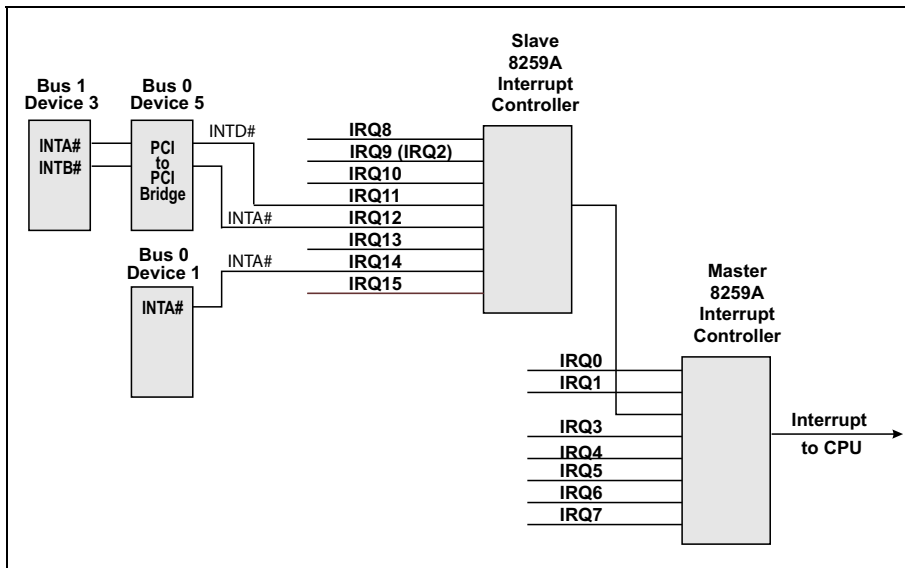 Slave
8259A
Interrupt
Controller
Bus 1
Device 3
Bus 0
Device 5
INTA#
INTB#
PCI
to
PCI
Bridge
INTD#
INTA#
IRQ8
IRQ9 (IRQ2)
IRQ10
IRQ11
IRQ12
IRQ13
IRQ14
IRQ15
Bus 0
Device 1
INTA#
INTA#
Master
8259A
Interrupt
Controller
IRQ0
IRQ1
IRQ3
IRQ4
IRQ5
IRQ6
IRQ7
Interrupt
to CPU